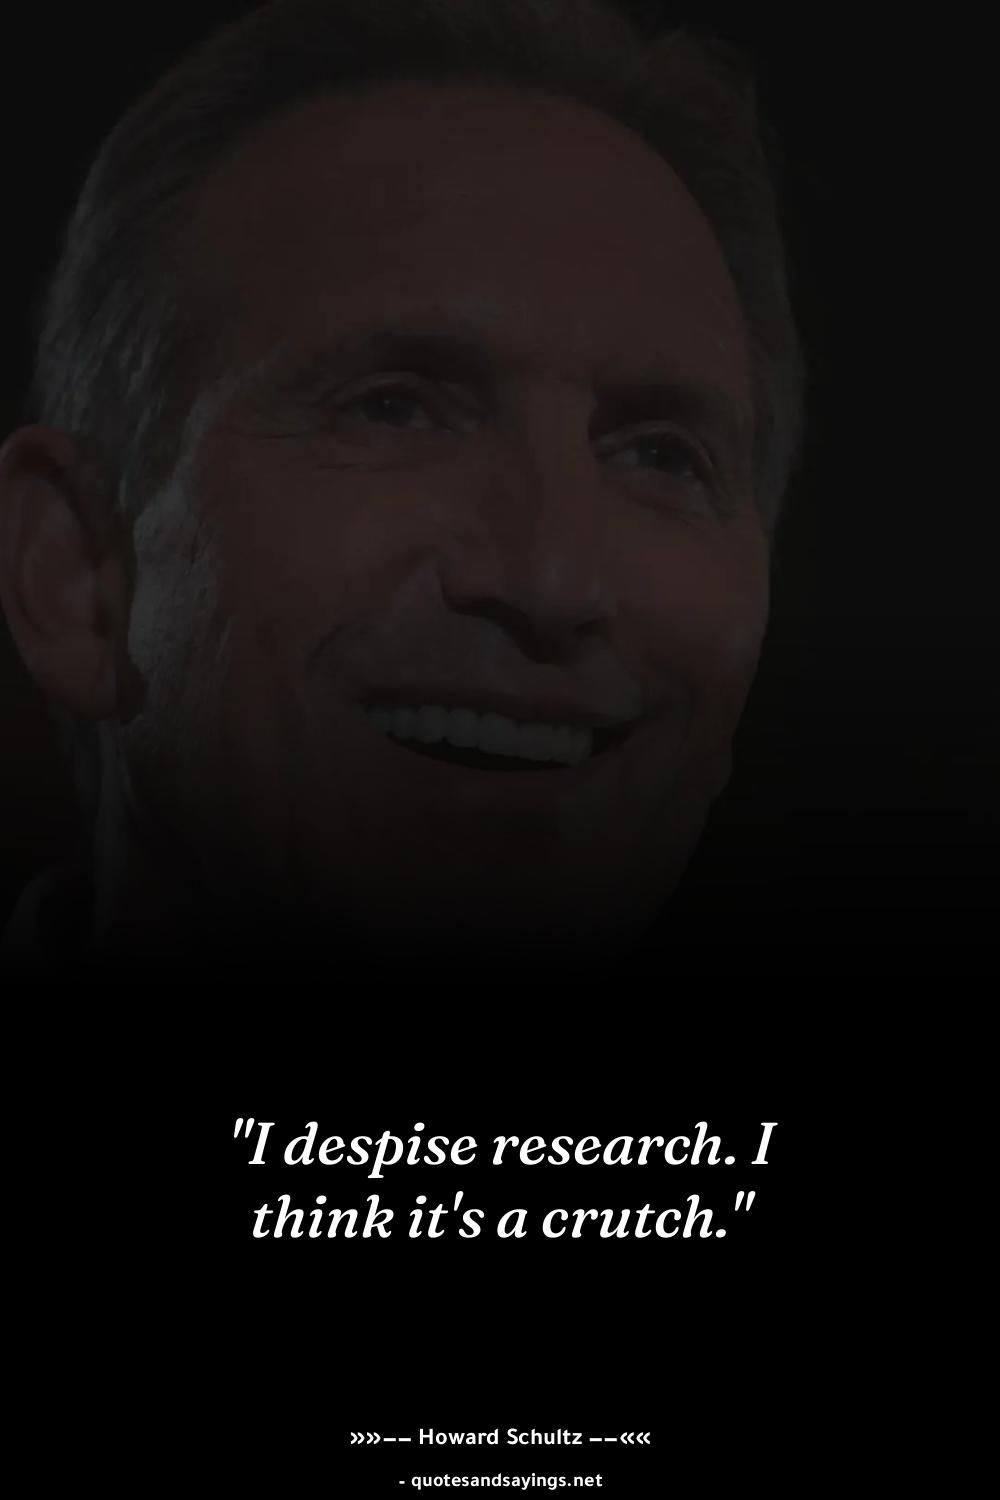 "I despise research. I
think it's a crutch."
»»–– Howard Schultz ––««
- quotesandsayings.net